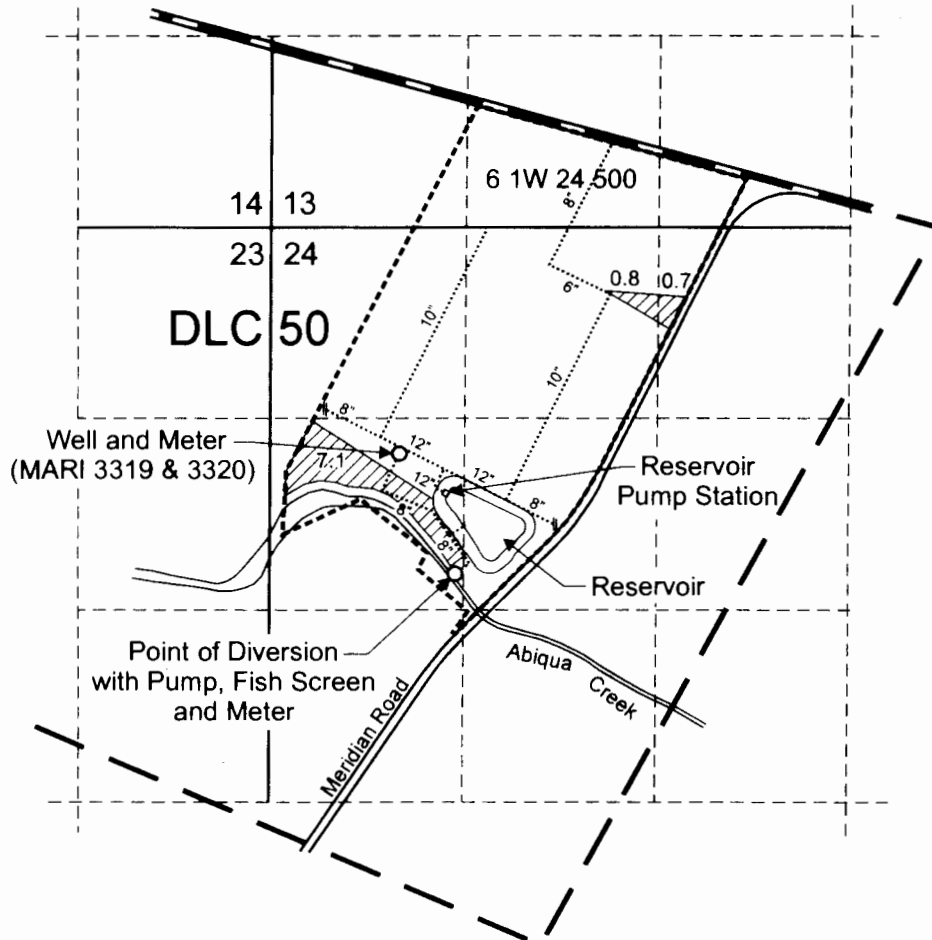 6 1W 24 500
8"
14 13
23 24
0.8 0.7
6"
DLC 50
10"
10"
8"
Well and Meter
(MARI 3319 & 3320)
12"
7.1
12"
12"
Reservoir
Pump Station
8"
8"
8"
Reservoir
Point of Diversion
with Pump, Fish Screen
and Meter
Abiqua
Creek
Meridian Road